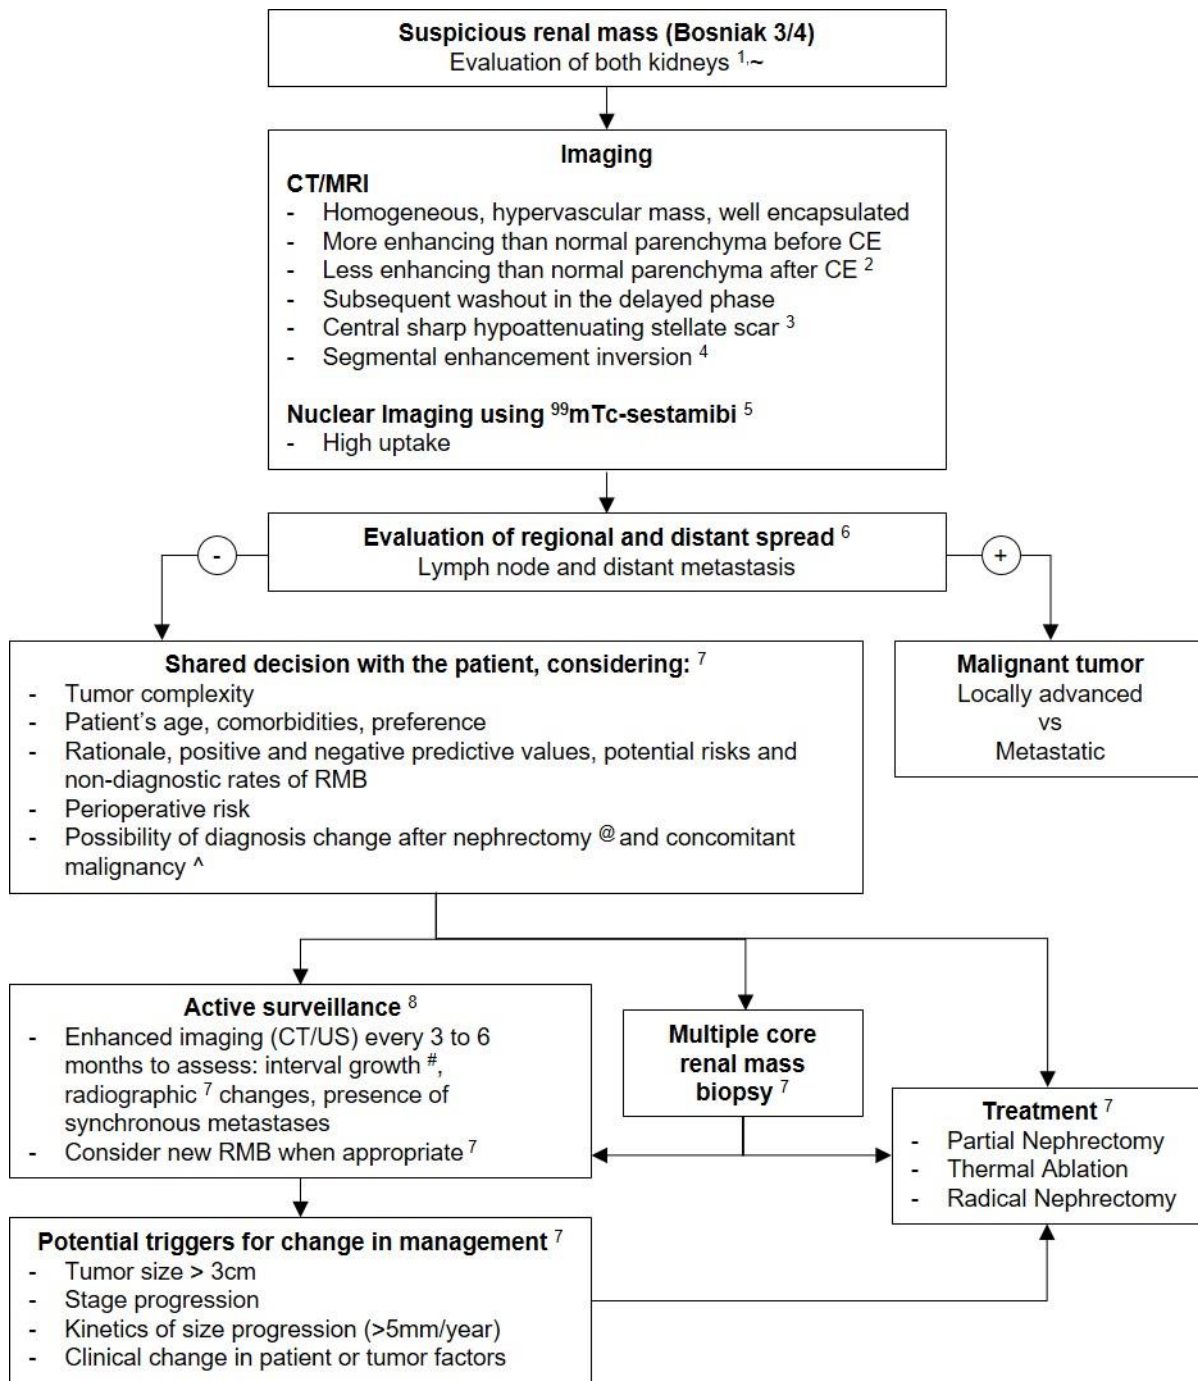 Suspicious renal mass (Bosniak 3/4)
Evaluation of both kidneys 1,~
Imaging
CT/MRI
- Homogeneous, hypervascular mass, well encapsulated
- More enhancing than normal parenchyma before CE
- Less enhancing than normal parenchyma after CE 2
- Subsequent washout in the delayed phase
- Central sharp hypoattenuating stellate scar 3
- Segmental enhancement inversion 4
Nuclear Imaging using 99mTc-sestamibi 5
- High uptake
Evaluation of regional and distant spread 6
Lymph node and distant metastasis
-
+
Shared decision with the patient, considering: 7
- Tumor complexity
- Patient's age, comorbidities, preference
- Rationale, positive and negative predictive values, potential risks and
non-diagnostic rates of RMB
- Perioperative risk
- Possibility of diagnosis change after nephrectomy @ and concomitant
malignancy ^
Malignant tumor
Locally advanced
vs
Metastatic
Active surveillance 8
- Enhanced imaging (CT/US) every 3 to 6
months to assess: interval growth #,
radiographic 7 changes, presence of
synchronous metastases
- Consider new RMB when appropriate 7
Multiple core
renal mass
biopsy 7
Treatment 7
- Partial Nephrectomy
- Thermal Ablation
- Radical Nephrectomy
Potential triggers for change in management 7
- Tumor size > 3cm
- Stage progression
- Kinetics of size progression (>5mm/year)
- Clinical change in patient or tumor factors